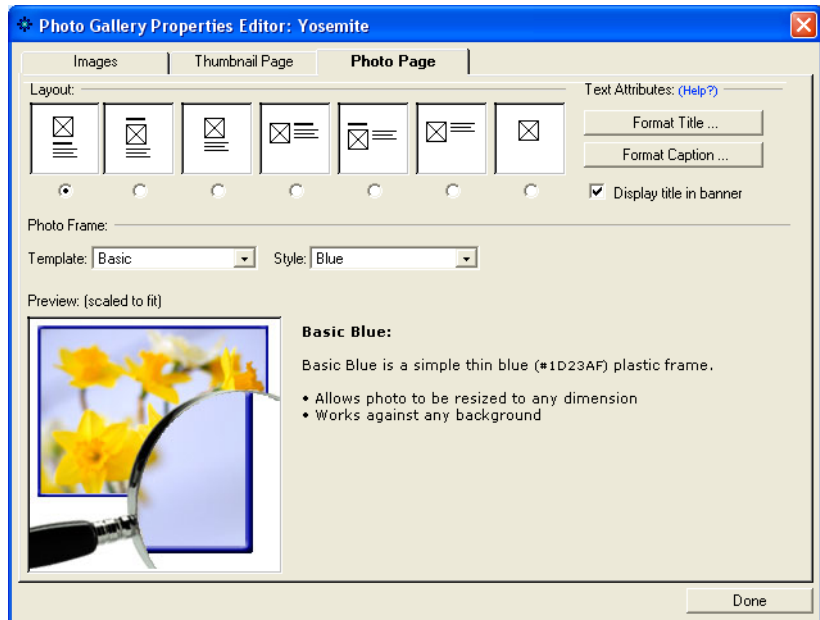 Photo Gallery Properties Editor: Yosemite
Images
Thumbnail Page
Photo Page
Layout:
Text Attributes: (Help?)
Format Title ...
Format Caption ...
Display title in banner
Photo Frame:
Template: Basic
Style: Blue
Preview: (scaled to fit)
Basic Blue:
Basic Blue is a simple thin blue (#1D23AF) plastic frame.
• Allows photo to be resized to any dimension
• Works against any background
Done